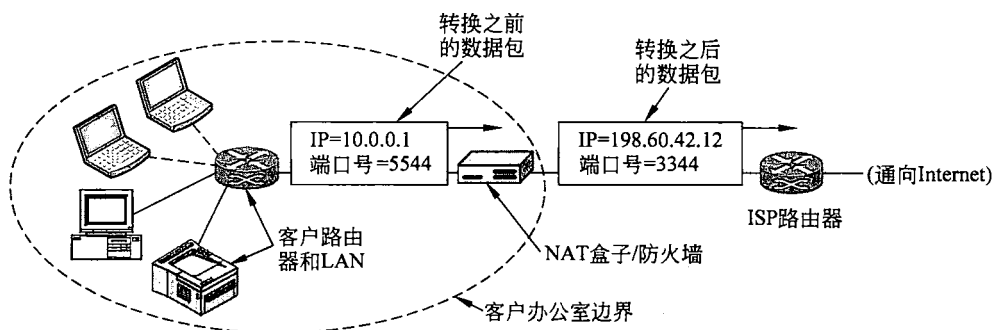 转换之前
的数据包
转换之后
的数据包
IP=10.0.0.1
端口号=5544
IP=198.60.42.12
端口号=3344
(通向Internet)
ISP路由器
客户路由
器和LAN
NAT盒子/防火墙
客户办公室边界